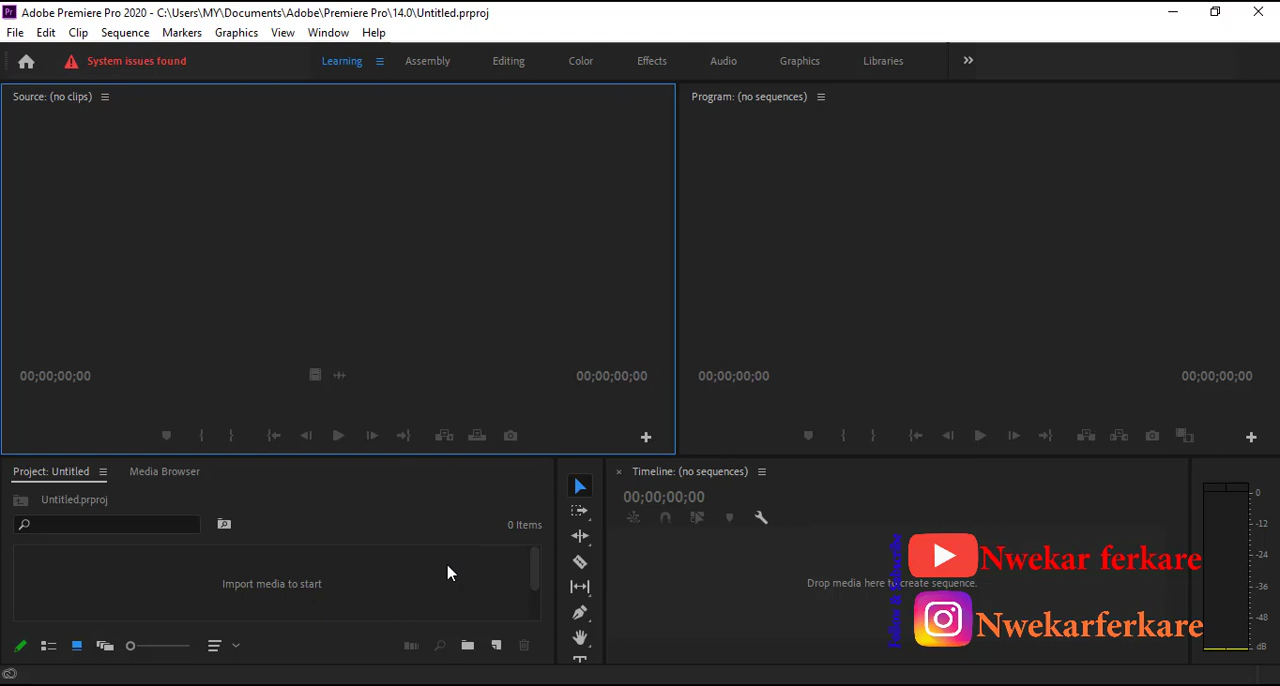 Adobe Premiere Pro 2020 - C:\Users\MY\Documents\Adobe\Premiere Pro\14.0\Untitled.prproj
File Edit Clip Sequence Markers Graphics View Window Help
System issues found Learning Assembly Editing Color Effects Audio Graphics Libraries
Source: (no clips)
00;00;00;00 00;00;00;00
Program: (no sequences)
00;00;00;00 00;00;00;00
Project: Untitled Media Browser
Untitled.prproj
0 Items
Import media to start
Timeline: (no sequences)
00;00;00;00
Drop media here to create sequence.
Nwekar ferkare
Nwekarferkare
0
-12
-24
-36
-48
dB